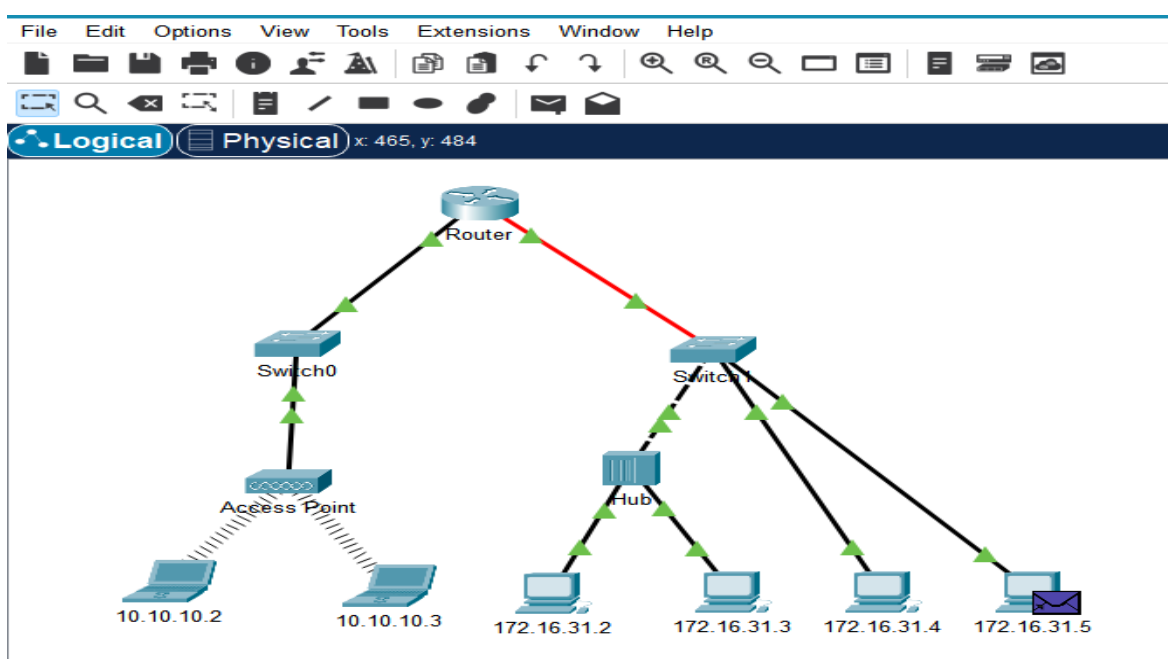 File Edit Options View Tools Extensions Window Help
Logical Physical x: 465, y: 484
Router
Switch0
Switch1
Access Point
Hub
10.10.10.2
10.10.10.3
172.16.31.2
172.16.31.3
172.16.31.4
172.16.31.5